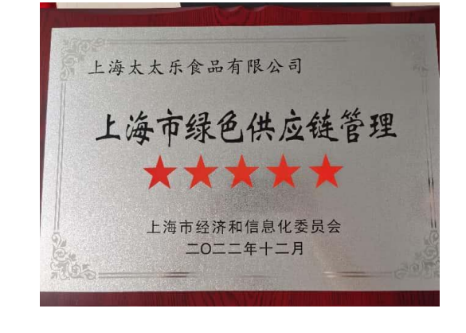 上海太太乐食品有限公司
上海市绿色供应链管理
★★★★★
上海市经济和信息化委员会
二〇二二年十二月